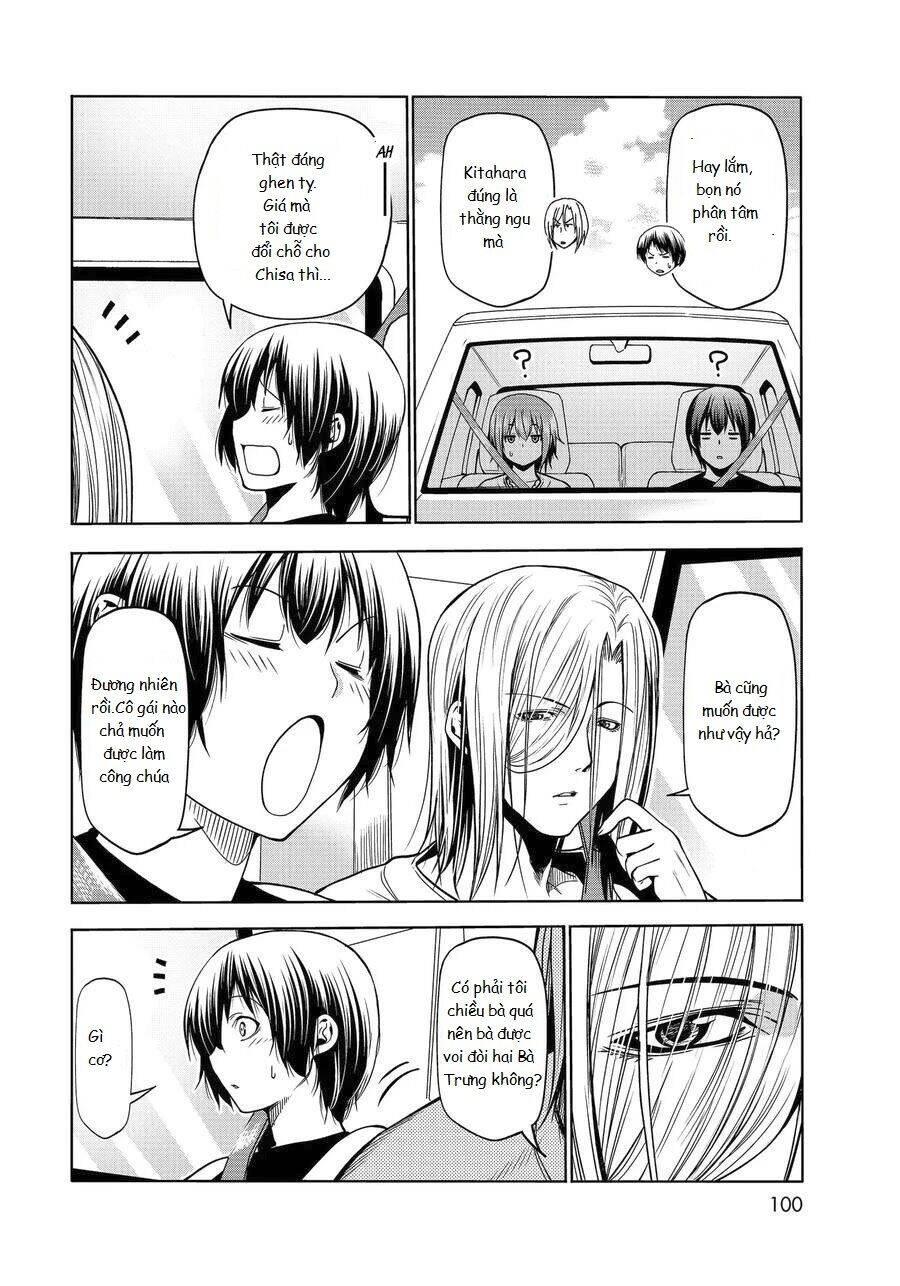 Hay lắm,
bọn nó
phân tâm
rồi.
Kitahara
đúng là
thằng ngu
mà
?
?
AH
Thật đáng
ghen tỵ.
Giá mà
tôi được
đổi chỗ cho
Chisa thì...
Bà cũng
muốn được
như vậy hả?
Đương nhiên
rồi.Cô gái nào
chả muốn
được làm
công chúa
Có phải tôi
chiều bà quá
nên bà được
voi đòi hai Bà
Trưng không?
Gì
cơ?
100